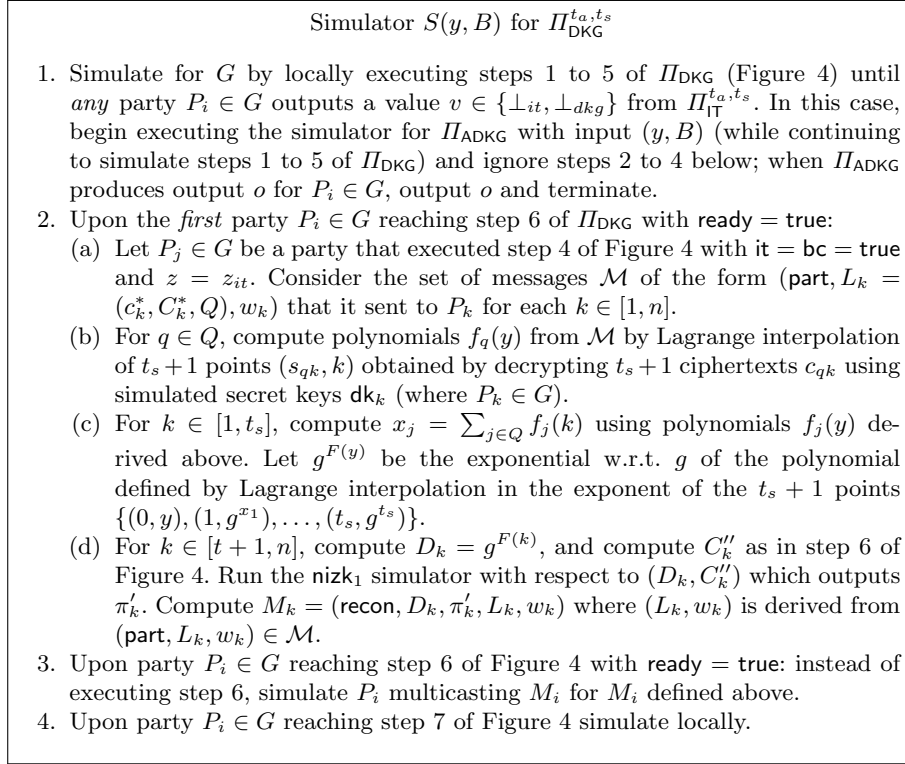 Simulator S(y, B) for Π_DKG^{t_a,t_s}
1. Simulate for G by locally executing steps 1 to 5 of Π_DKG (Figure 4) until
any party P_i ∈ G outputs a value v ∈ {⊥_it, ⊥_dkg} from Π_IT^{t_a,t_s}. In this case,
begin executing the simulator for Π_ADKG with input (y, B) (while continuing
to simulate steps 1 to 5 of Π_DKG) and ignore steps 2 to 4 below; when Π_ADKG
produces output o for P_i ∈ G, output o and terminate.
2. Upon the first party P_i ∈ G reaching step 6 of Π_DKG with ready = true:
(a) Let P_j ∈ G be a party that executed step 4 of Figure 4 with it = bc = true
and z = z_it. Consider the set of messages M of the form (part, L_k =
(c_k^*, C_k^*, Q), w_k) that it sent to P_k for each k ∈ [1, n].
(b) For q ∈ Q, compute polynomials f_q(y) from M by Lagrange interpolation
of t_s + 1 points (s_qk, k) obtained by decrypting t_s + 1 ciphertexts c_qk using
simulated secret keys dk_k (where P_k ∈ G).
(c) For k ∈ [1, t_s], compute x_j = ∑_{j∈Q} f_j(k) using polynomials f_j(y) de-
rived above. Let g^{F(y)} be the exponential w.r.t. g of the polynomial
defined by Lagrange interpolation in the exponent of the t_s + 1 points
{(0, y), (1, g^{x_1}), . . . , (t_s, g^{t_s})}.
(d) For k ∈ [t + 1, n], compute D_k = g^{F(k)}, and compute C_k'' as in step 6 of
Figure 4. Run the nizk_1 simulator with respect to (D_k, C_k'') which outputs
π_k'. Compute M_k = (recon, D_k, π_k', L_k, w_k) where (L_k, w_k) is derived from
(part, L_k, w_k) ∈ M.
3. Upon party P_i ∈ G reaching step 6 of Figure 4 with ready = true: instead of
executing step 6, simulate P_i multicasting M_i for M_i defined above.
4. Upon party P_i ∈ G reaching step 7 of Figure 4 simulate locally.